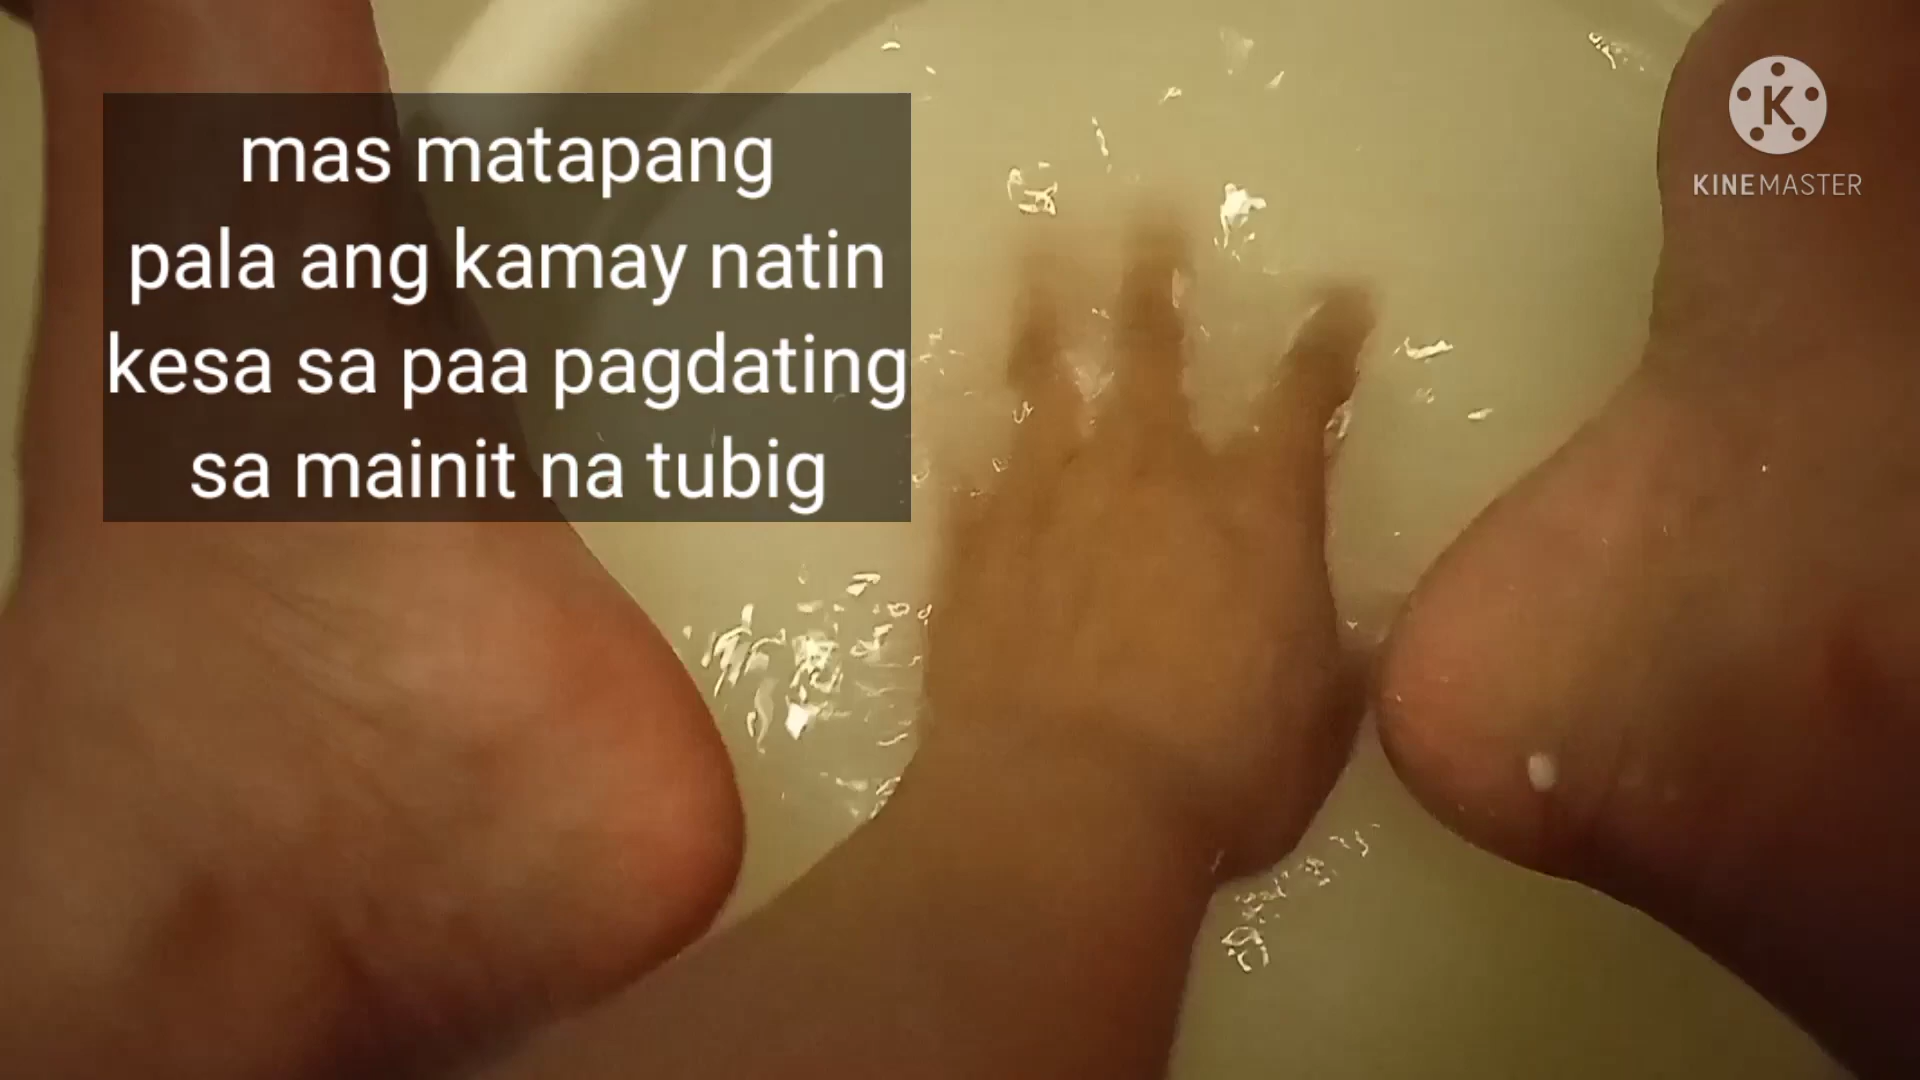 mas matapang
pala ang kamay natin
kesa sa paa pagdating
sa mainit na tubig
K
KINEMASTER